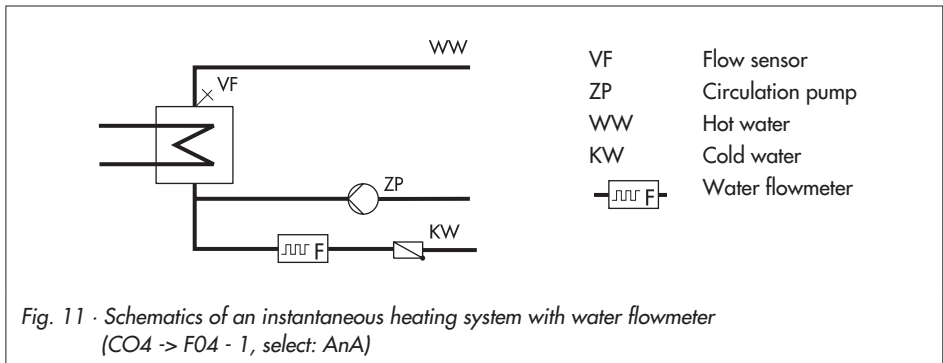 WW
VF
ZP
KW
F
VF Flow sensor
ZP Circulation pump
WW Hot water
KW Cold water
F Water flowmeter
Fig. 11 · Schematics of an instantaneous heating system with water flowmeter
(CO4 -> F04 - 1, select: AnA)